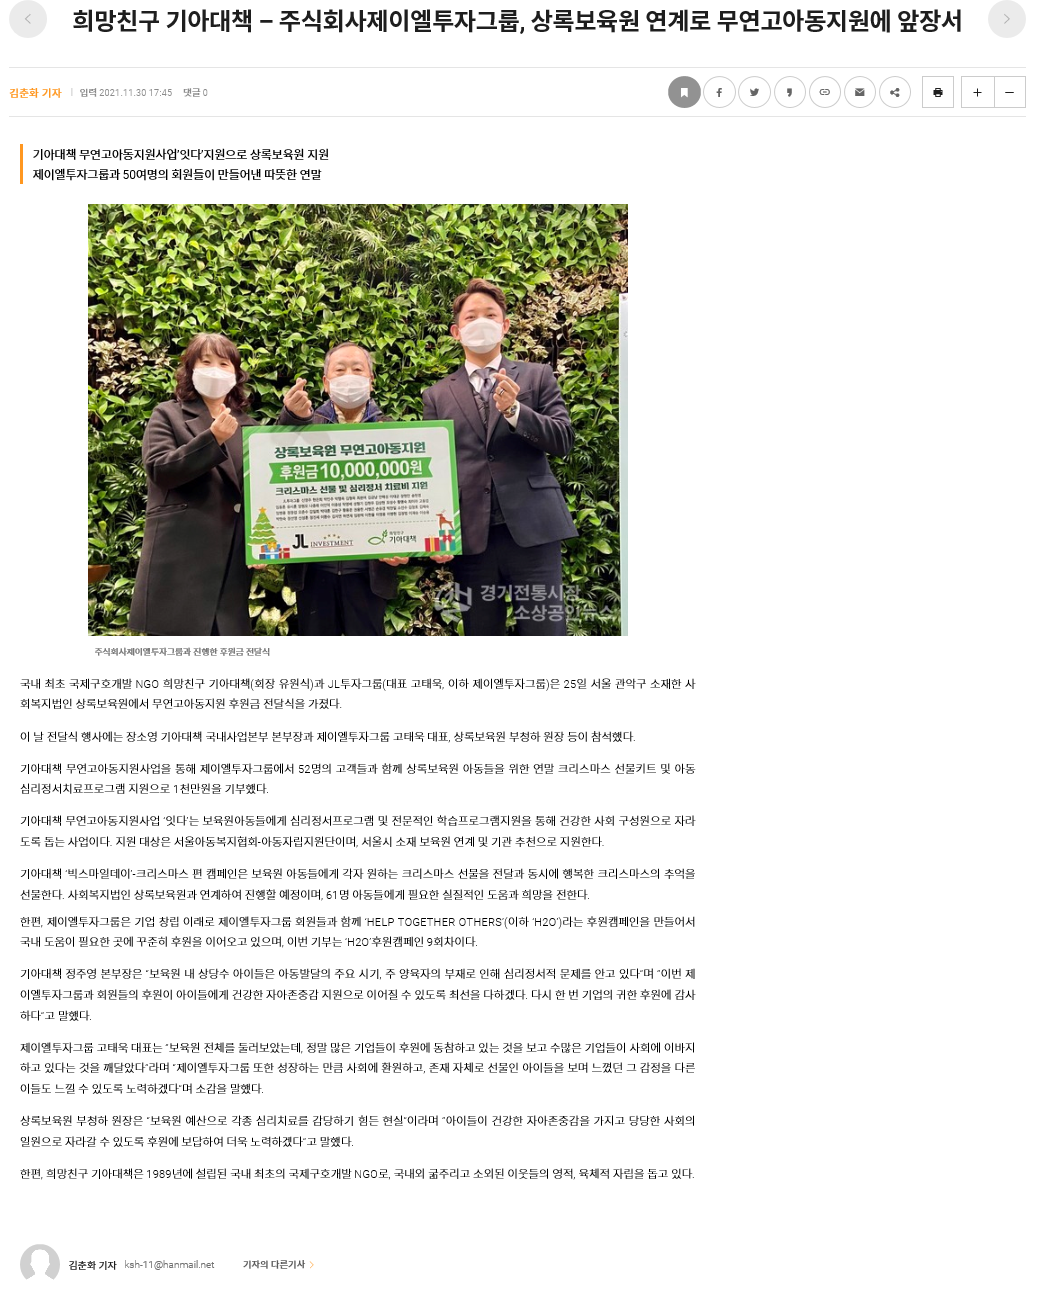 희망친구 기아대책 – 주식회사제이엘투자그룹, 상록보육원 연계로 무연고아동지원에 앞장서
김춘화 기자 입력 2021.11.30 17:45 댓글 0
기아대책 무연고아동지원사업'잇다'지원으로 상록보육원 지원
제이엘투자그룹과 50여명의 회원들이 만들어낸 따뜻한 연말
상록보육원 무연고아동지원
후원금 10,000,000원
크리스마스 선물 및 심리정서 치료비 지원
JL INVESTMENT 희망친구 기아대책
경기전통시장
소상공인뉴스
주식회사제이엘투자그룹과 진행한 후원금 전달식
국내 최초 국제구호개발 NGO 희망친구 기아대책(회장 유원식)과 JL투자그룹(대표 고태욱, 이하 제이엘투자그룹)은 25일 서울 관악구 소재한 사
회복지법인 상록보육원에서 무연고아동지원 후원금 전달식을 가졌다.
이 날 전달식 행사에는 장소영 기아대책 국내사업본부 본부장과 제이엘투자그룹 고태욱 대표, 상록보육원 부청하 원장 등이 참석했다.
기아대책 무연고아동지원사업을 통해 제이엘투자그룹에서 52명의 고객들과 함께 상록보육원 아동들을 위한 연말 크리스마스 선물키트 및 아동
심리정서치료프로그램 지원으로 1천만원을 기부했다.
기아대책 무연고아동지원사업 '잇다'는 보육원아동들에게 심리정서프로그램 및 전문적인 학습프로그램지원을 통해 건강한 사회 구성원으로 자라
도록 돕는 사업이다. 지원 대상은 서울아동복지협회-아동자립지원단이며, 서울시 소재 보육원 연계 및 기관 추천으로 지원한다.
기아대책 '빅스마일데이'-크리스마스 편 캠페인은 보육원 아동들에게 각자 원하는 크리스마스 선물을 전달과 동시에 행복한 크리스마스의 추억을
선물한다. 사회복지법인 상록보육원과 연계하여 진행할 예정이며, 61명 아동들에게 필요한 실질적인 도움과 희망을 전한다.
한편, 제이엘투자그룹은 기업 창립 이래로 제이엘투자그룹 회원들과 함께 'HELP TOGETHER OTHERS'(이하 'H2O')라는 후원캠페인을 만들어서
국내 도움이 필요한 곳에 꾸준히 후원을 이어오고 있으며, 이번 기부는 'H2O'후원캠페인 9회차이다.
기아대책 정주영 본부장은 "보육원 내 상당수 아이들은 아동발달의 주요 시기, 주 양육자의 부재로 인해 심리정서적 문제를 안고 있다"며 "이번 제
이엘투자그룹과 회원들의 후원이 아이들에게 건강한 자아존중감 지원으로 이어질 수 있도록 최선을 다하겠다. 다시 한 번 기업의 귀한 후원에 감사
하다"고 말했다.
제이엘투자그룹 고태욱 대표는 "보육원 전체를 둘러보았는데, 정말 많은 기업들이 후원에 동참하고 있는 것을 보고 수많은 기업들이 사회에 이바지
하고 있다는 것을 깨달았다"라며 "제이엘투자그룹 또한 성장하는 만큼 사회에 환원하고, 존재 자체로 선물인 아이들을 보며 느꼈던 그 감정을 다른
이들도 느낄 수 있도록 노력하겠다"며 소감을 말했다.
상록보육원 부청하 원장은 "보육원 예산으로 각종 심리치료를 감당하기 힘든 현실"이라며 "아이들이 건강한 자아존중감을 가지고 당당한 사회의
일원으로 자라갈 수 있도록 후원에 보답하여 더욱 노력하겠다"고 말했다.
한편, 희망친구 기아대책은 1989년에 설립된 국내 최초의 국제구호개발 NGO로, 국내외 굶주리고 소외된 이웃들의 영적, 육체적 자립을 돕고 있다.
김춘화 기자 ksh-11@hanmail.net 기자의 다른기사